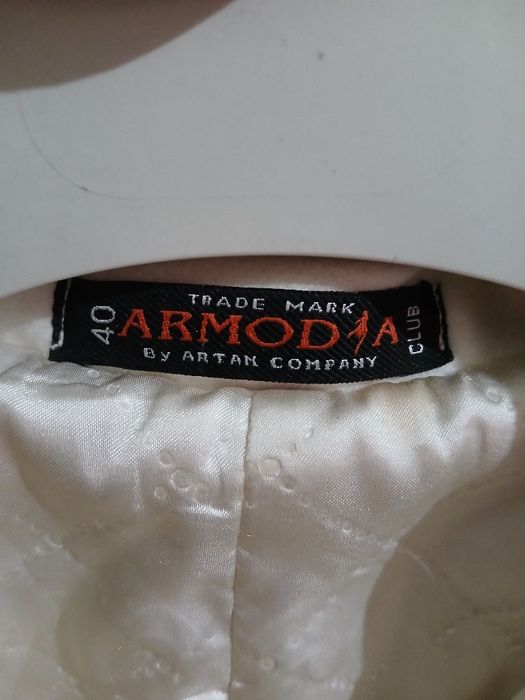 TRADE MARK
40 ARMODIA CLUB
By ARTAN COMPANY